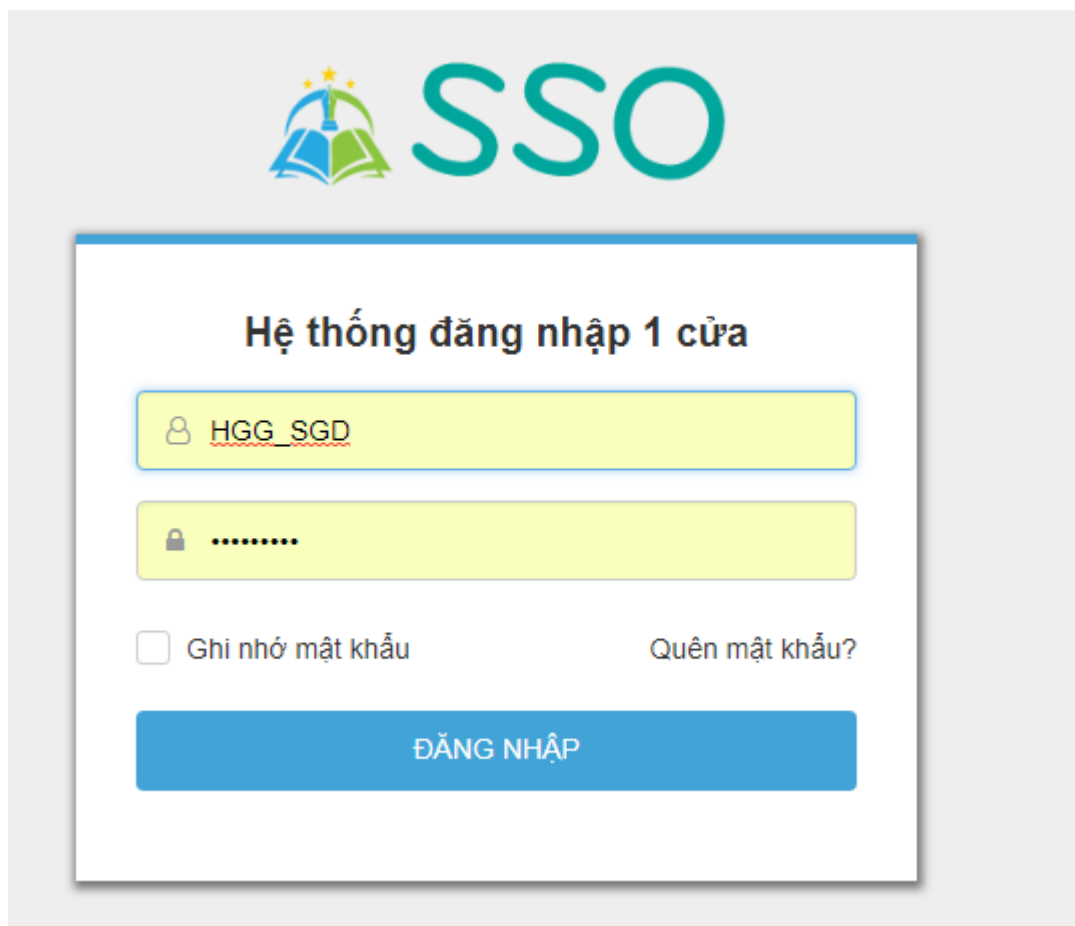 SSO
Hệ thống đăng nhập 1 cửa
HGG_SGD
•••••••••
Ghi nhớ mật khẩu Quên mật khẩu?
ĐĂNG NHẬP